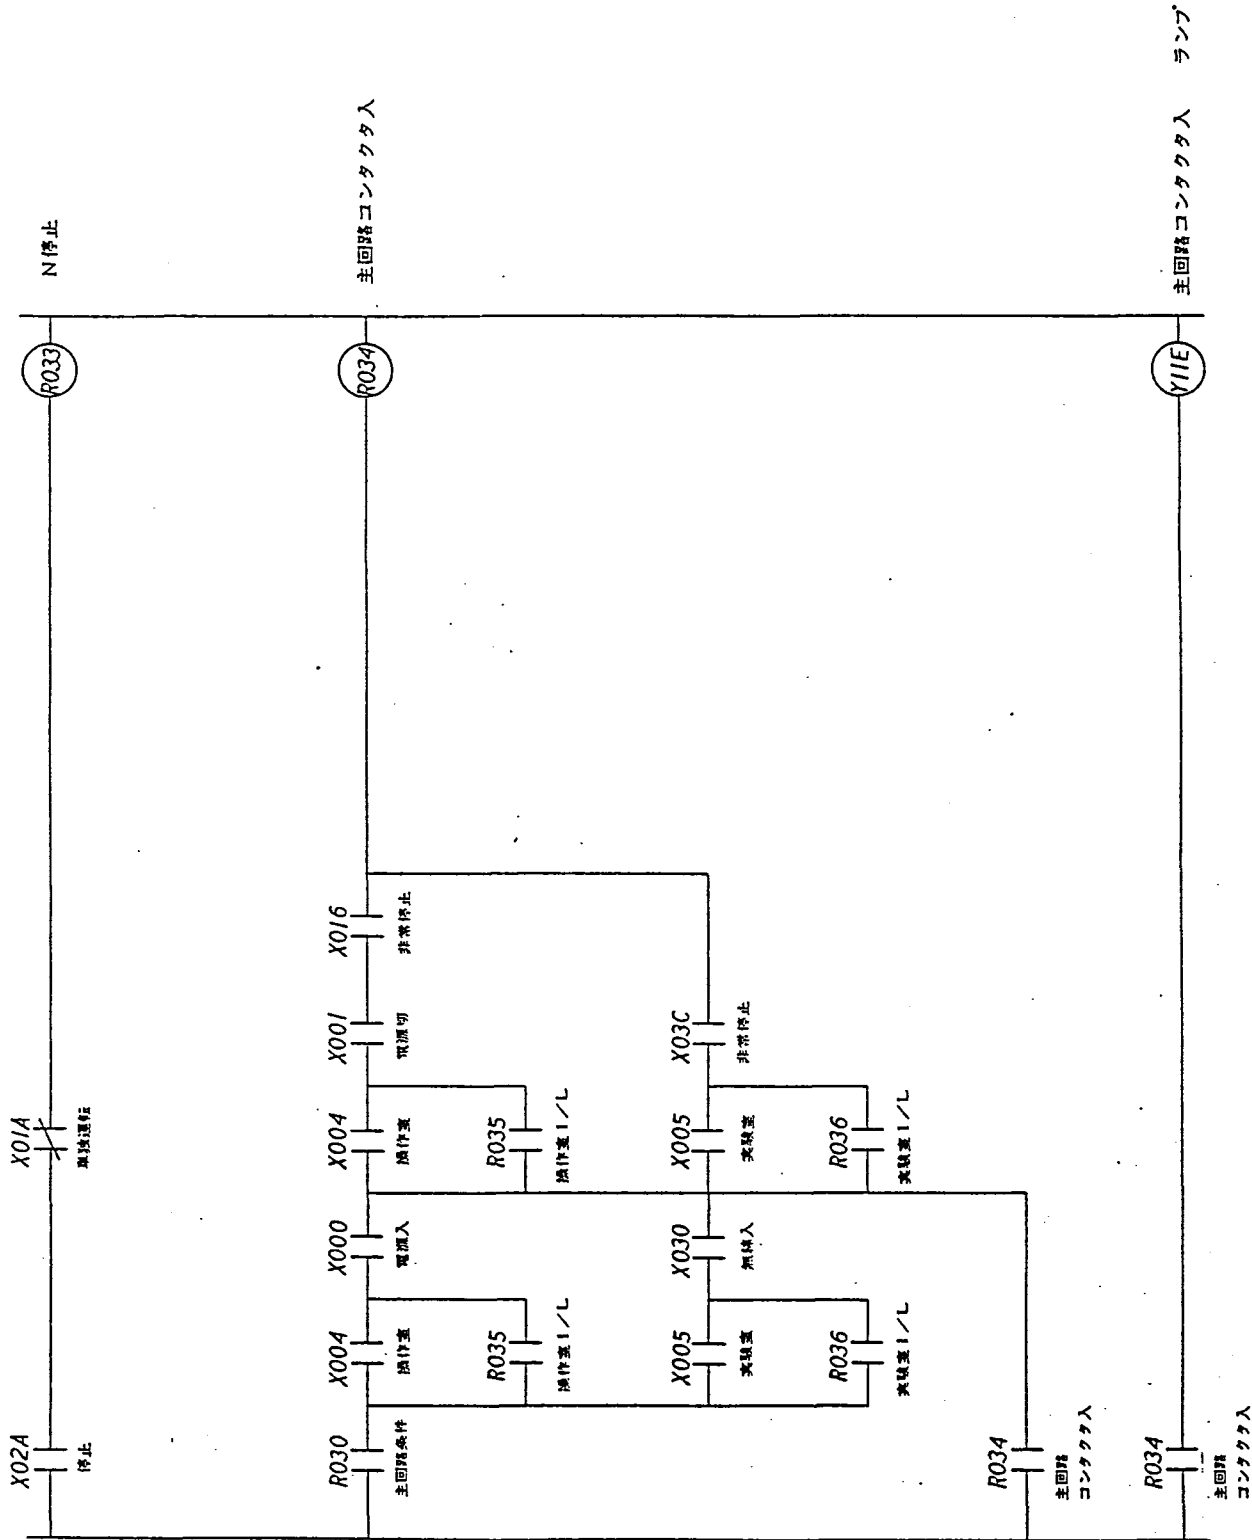 X02A
停止
X01A
単独運転
R033
N停止
R030
主回路条件
X004
操作室
X000
電源入
X004
操作室
X001
電源切
X016
非常停止
R034
主回路コンタクタ入
R035
操作室I/L
R035
操作室I/L
X005
実験室
X030
無線入
X005
実験室
X03C
非常停止
R036
実験室I/L
R036
実験室I/L
R034
主回路
コンタクタ入
R034
主回路
コンタクタ入
Y11E
主回路コンタクタ入 ランプ